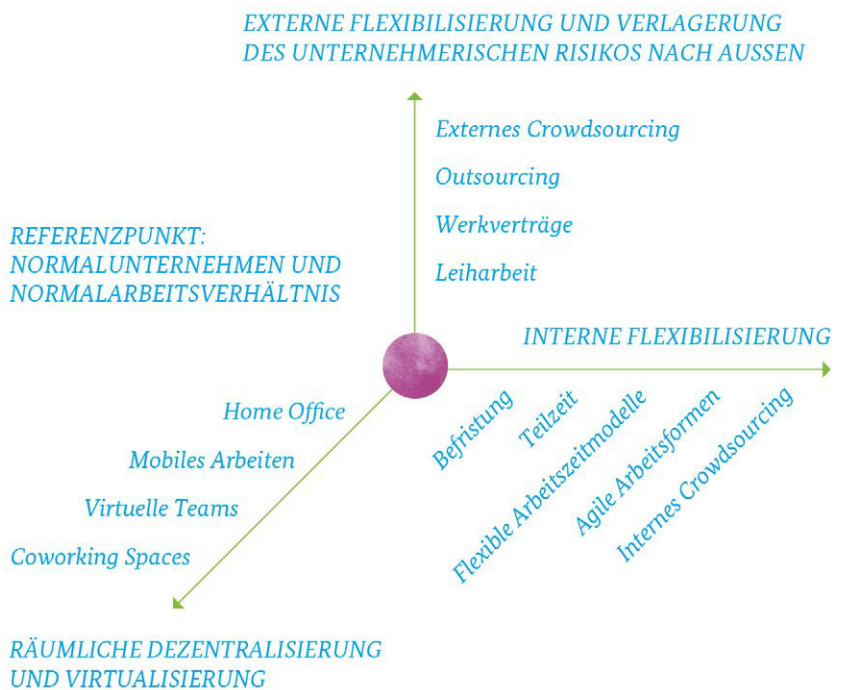 EXTERNE FLEXIBILISIERUNG UND VERLAGERUNG
DES UNTERNEHMERISCHEN RISIKOS NACH AUSSEN
Externes Crowdsourcing
Outsourcing
Werkverträge
Leiharbeit
REFERENZPUNKT:
NORMALUNTERNEHMEN UND
NORMALARBEITSVERHÄLTNIS
INTERNE FLEXIBILISIERUNG
Befristung
Teilzeit
Flexible Arbeitszeitmodelle
Agile Arbeitsformen
Internes Crowdsourcing
Home Office
Mobiles Arbeiten
Virtuelle Teams
Coworking Spaces
RÄUMLICHE DEZENTRALISIERUNG
UND VIRTUALISIERUNG